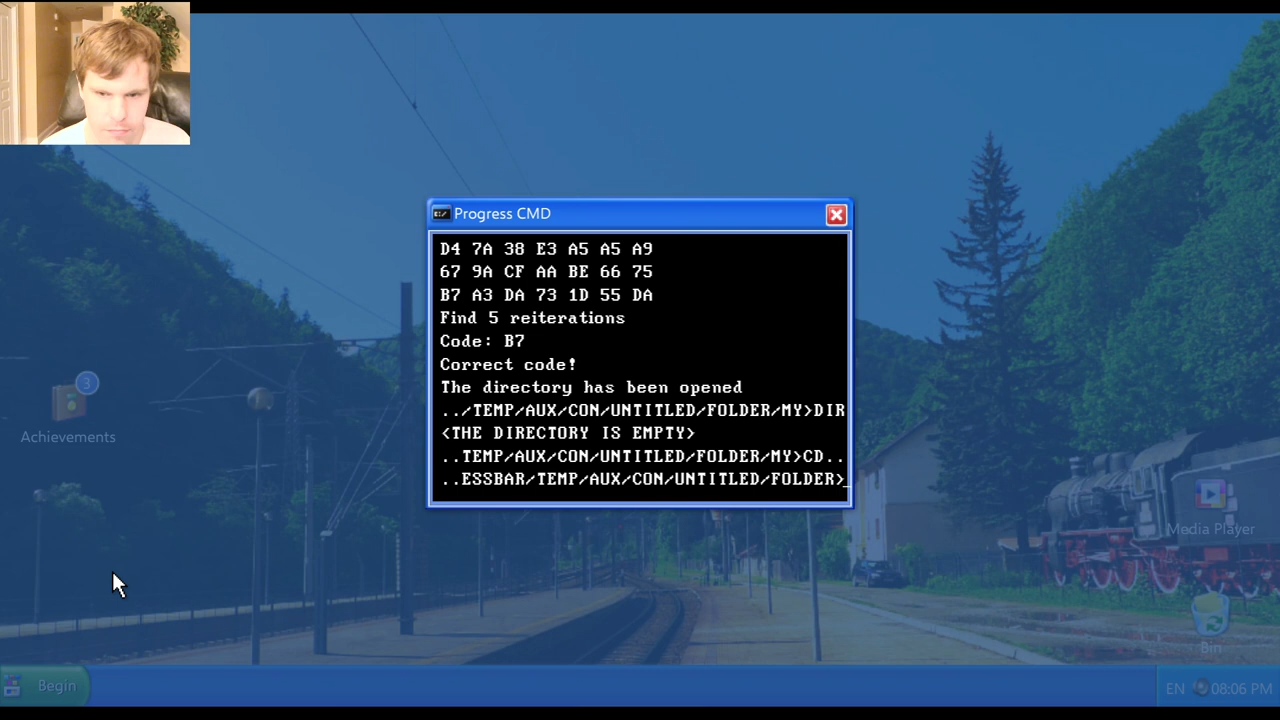 Progress CMD
D4 7A 38 E3 A5 A5 A9
67 9A CF AA BE 66 75
B7 A3 DA 73 1D 55 DA
Find 5 reiterations
Code: B7
Correct code!
The directory has been opened
../TEMP/AUX/CON/UNTITLED/FOLDER/MY>DIR
<THE DIRECTORY IS EMPTY>
..TEMP/AUX/CON/UNTITLED/FOLDER/MY>CD..
..ESSBAR/TEMP/AUX/CON/UNTITLED/FOLDER>_
3
Achievements
Media Player
Bin
Begin
EN 08:06 PM